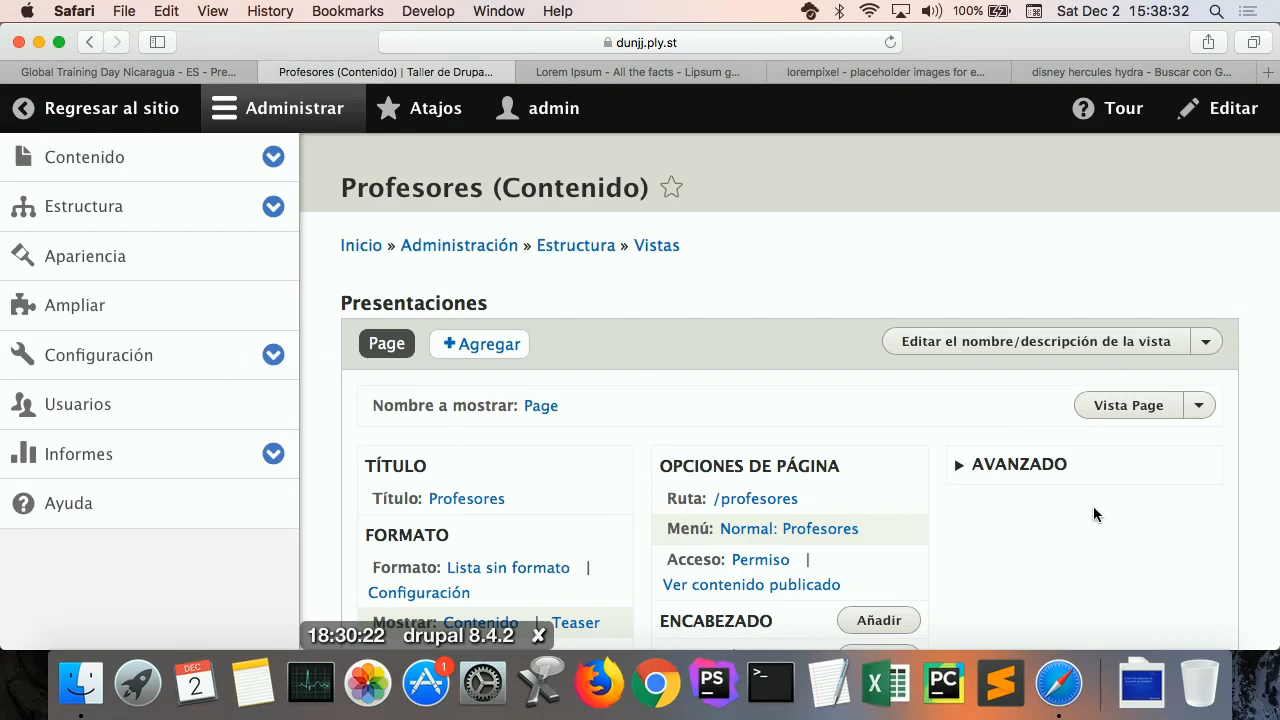 Safari File Edit View History Bookmarks Develop Window Help 100% Sat Dec 2 15:38:32
dunjj.ply.st
Global Training Day Nicaragua - ES - Pre... Profesores (Contenido) | Taller de Drupa... Lorem Ipsum - All the facts - Lipsum g... lorempixel - placeholder images for e... disney hercules hydra - Buscar con G...
Regresar al sitio Administrar Atajos admin Tour Editar
Contenido
Estructura
Apariencia
Ampliar
Configuración
Usuarios
Informes
Ayuda
Profesores (Contenido)
Inicio » Administración » Estructura » Vistas
Presentaciones
Page +Agregar Editar el nombre/descripción de la vista
Nombre a mostrar: Page Vista Page
TÍTULO
Título: Profesores
FORMATO
Formato: Lista sin formato |
Configuración
Mostrar: Contenido | Teaser
OPCIONES DE PÁGINA
Ruta: /profesores
Menú: Normal: Profesores
Acceso: Permiso |
Ver contenido publicado
ENCABEZADO Añadir
AVANZADO
18:30:22 drupal 8.4.2 ✘
DEC
2
1
PS
>_
PC